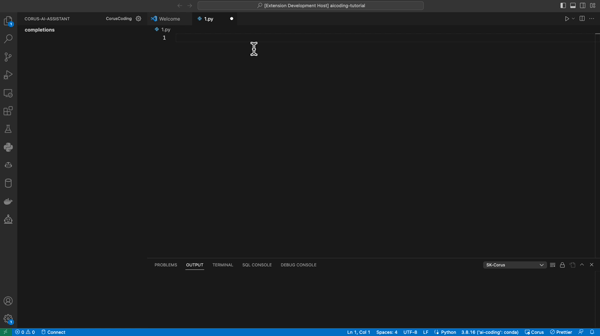 [Extension Development Host] aicoding-tutorial
CORUS-AI-ASSISTANT
CorusCoding
Welcome
1.py
completions
1.py
1
PROBLEMS
OUTPUT
TERMINAL
SQL CONSOLE
DEBUG CONSOLE
SK-Corus
0 0
Connect
Ln 1, Col 1
Spaces: 4
UTF-8
LF
Python
3.8.16 ('ai-coding': conda)
Corus
Prettier